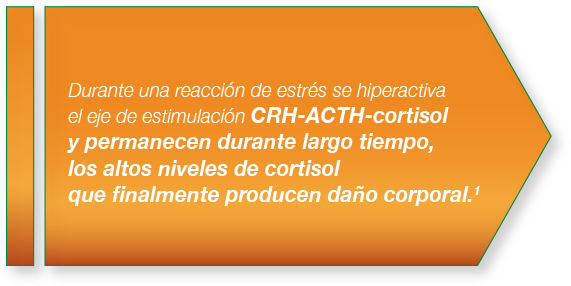 Durante una reacción de estrés se hiperactiva
el eje de estimulación CRH-ACTH-cortisol
y permanecen durante largo tiempo,
los altos niveles de cortisol
que finalmente producen daño corporal.¹